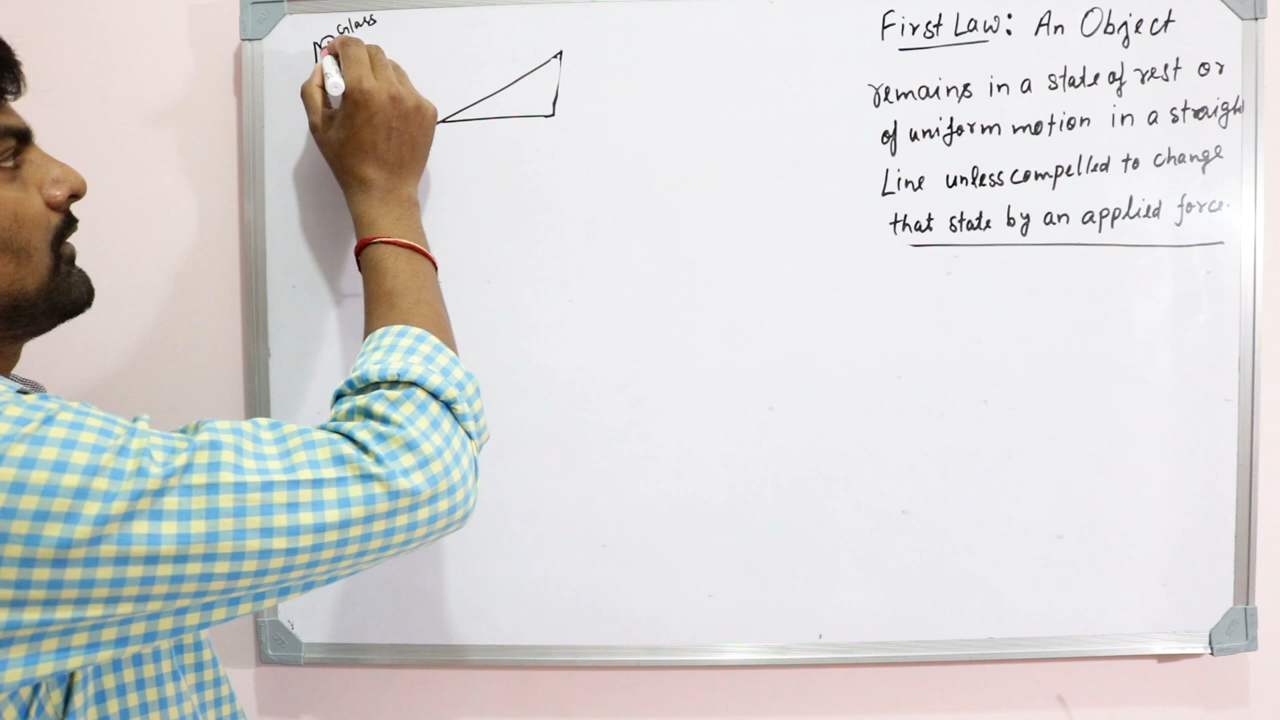 Glass
First Law: An Object
remains in a state of rest or
of uniform motion in a straight
Line unless compelled to change
that state by an applied force.